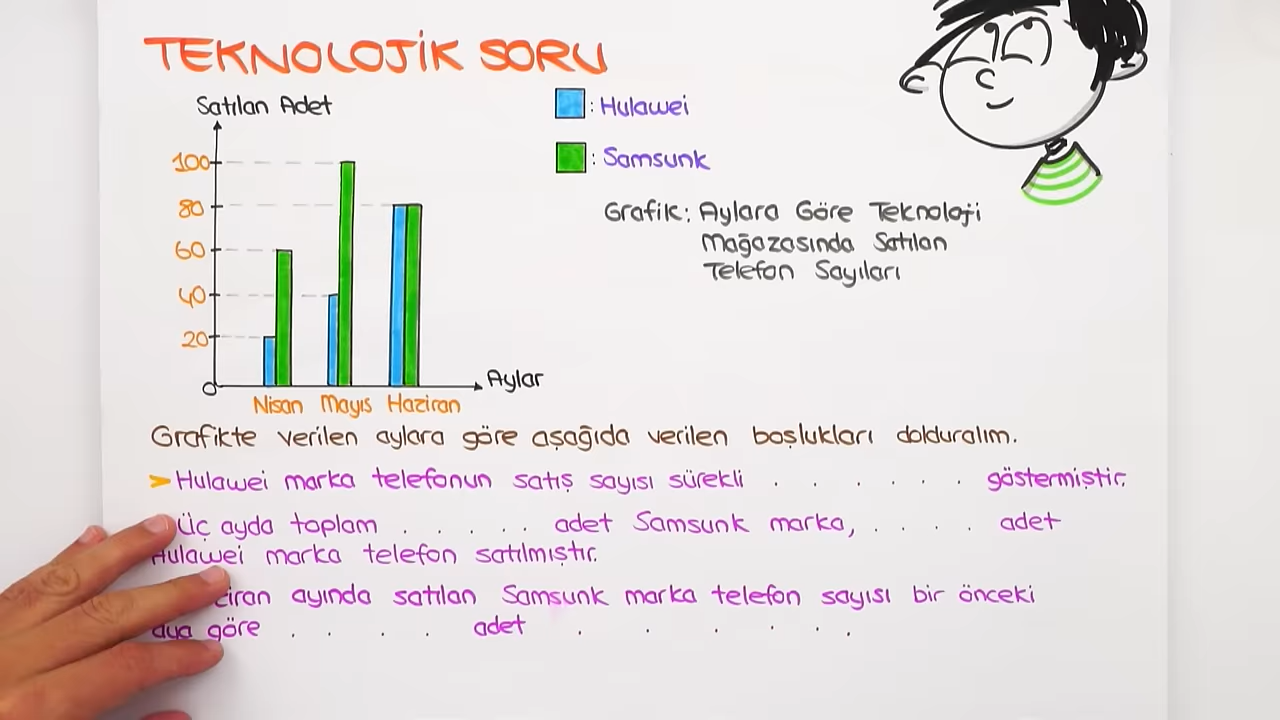 TEKNOLOJİK SORU
Satılan Adet
100
80
60
40
20
0
Nisan Mayıs Haziran
Aylar
: Hulawei
: Samsunk
Grafik: Aylara Göre Teknoloji
Mağazasında Satılan
Telefon Sayıları
Grafikte verilen aylara göre aşağıda verilen boşlukları dolduralım.
➤ Hulawei marka telefonun satış sayısı sürekli . . . . . . göstermiştir.
Üç ayda toplam . . . . . adet Samsunk marka, . . . . adet
Hulawei marka telefon satılmıştır.
ayında satılan Samsunk marka telefon sayısı bir önceki
aya göre . . . . adet . . . . .